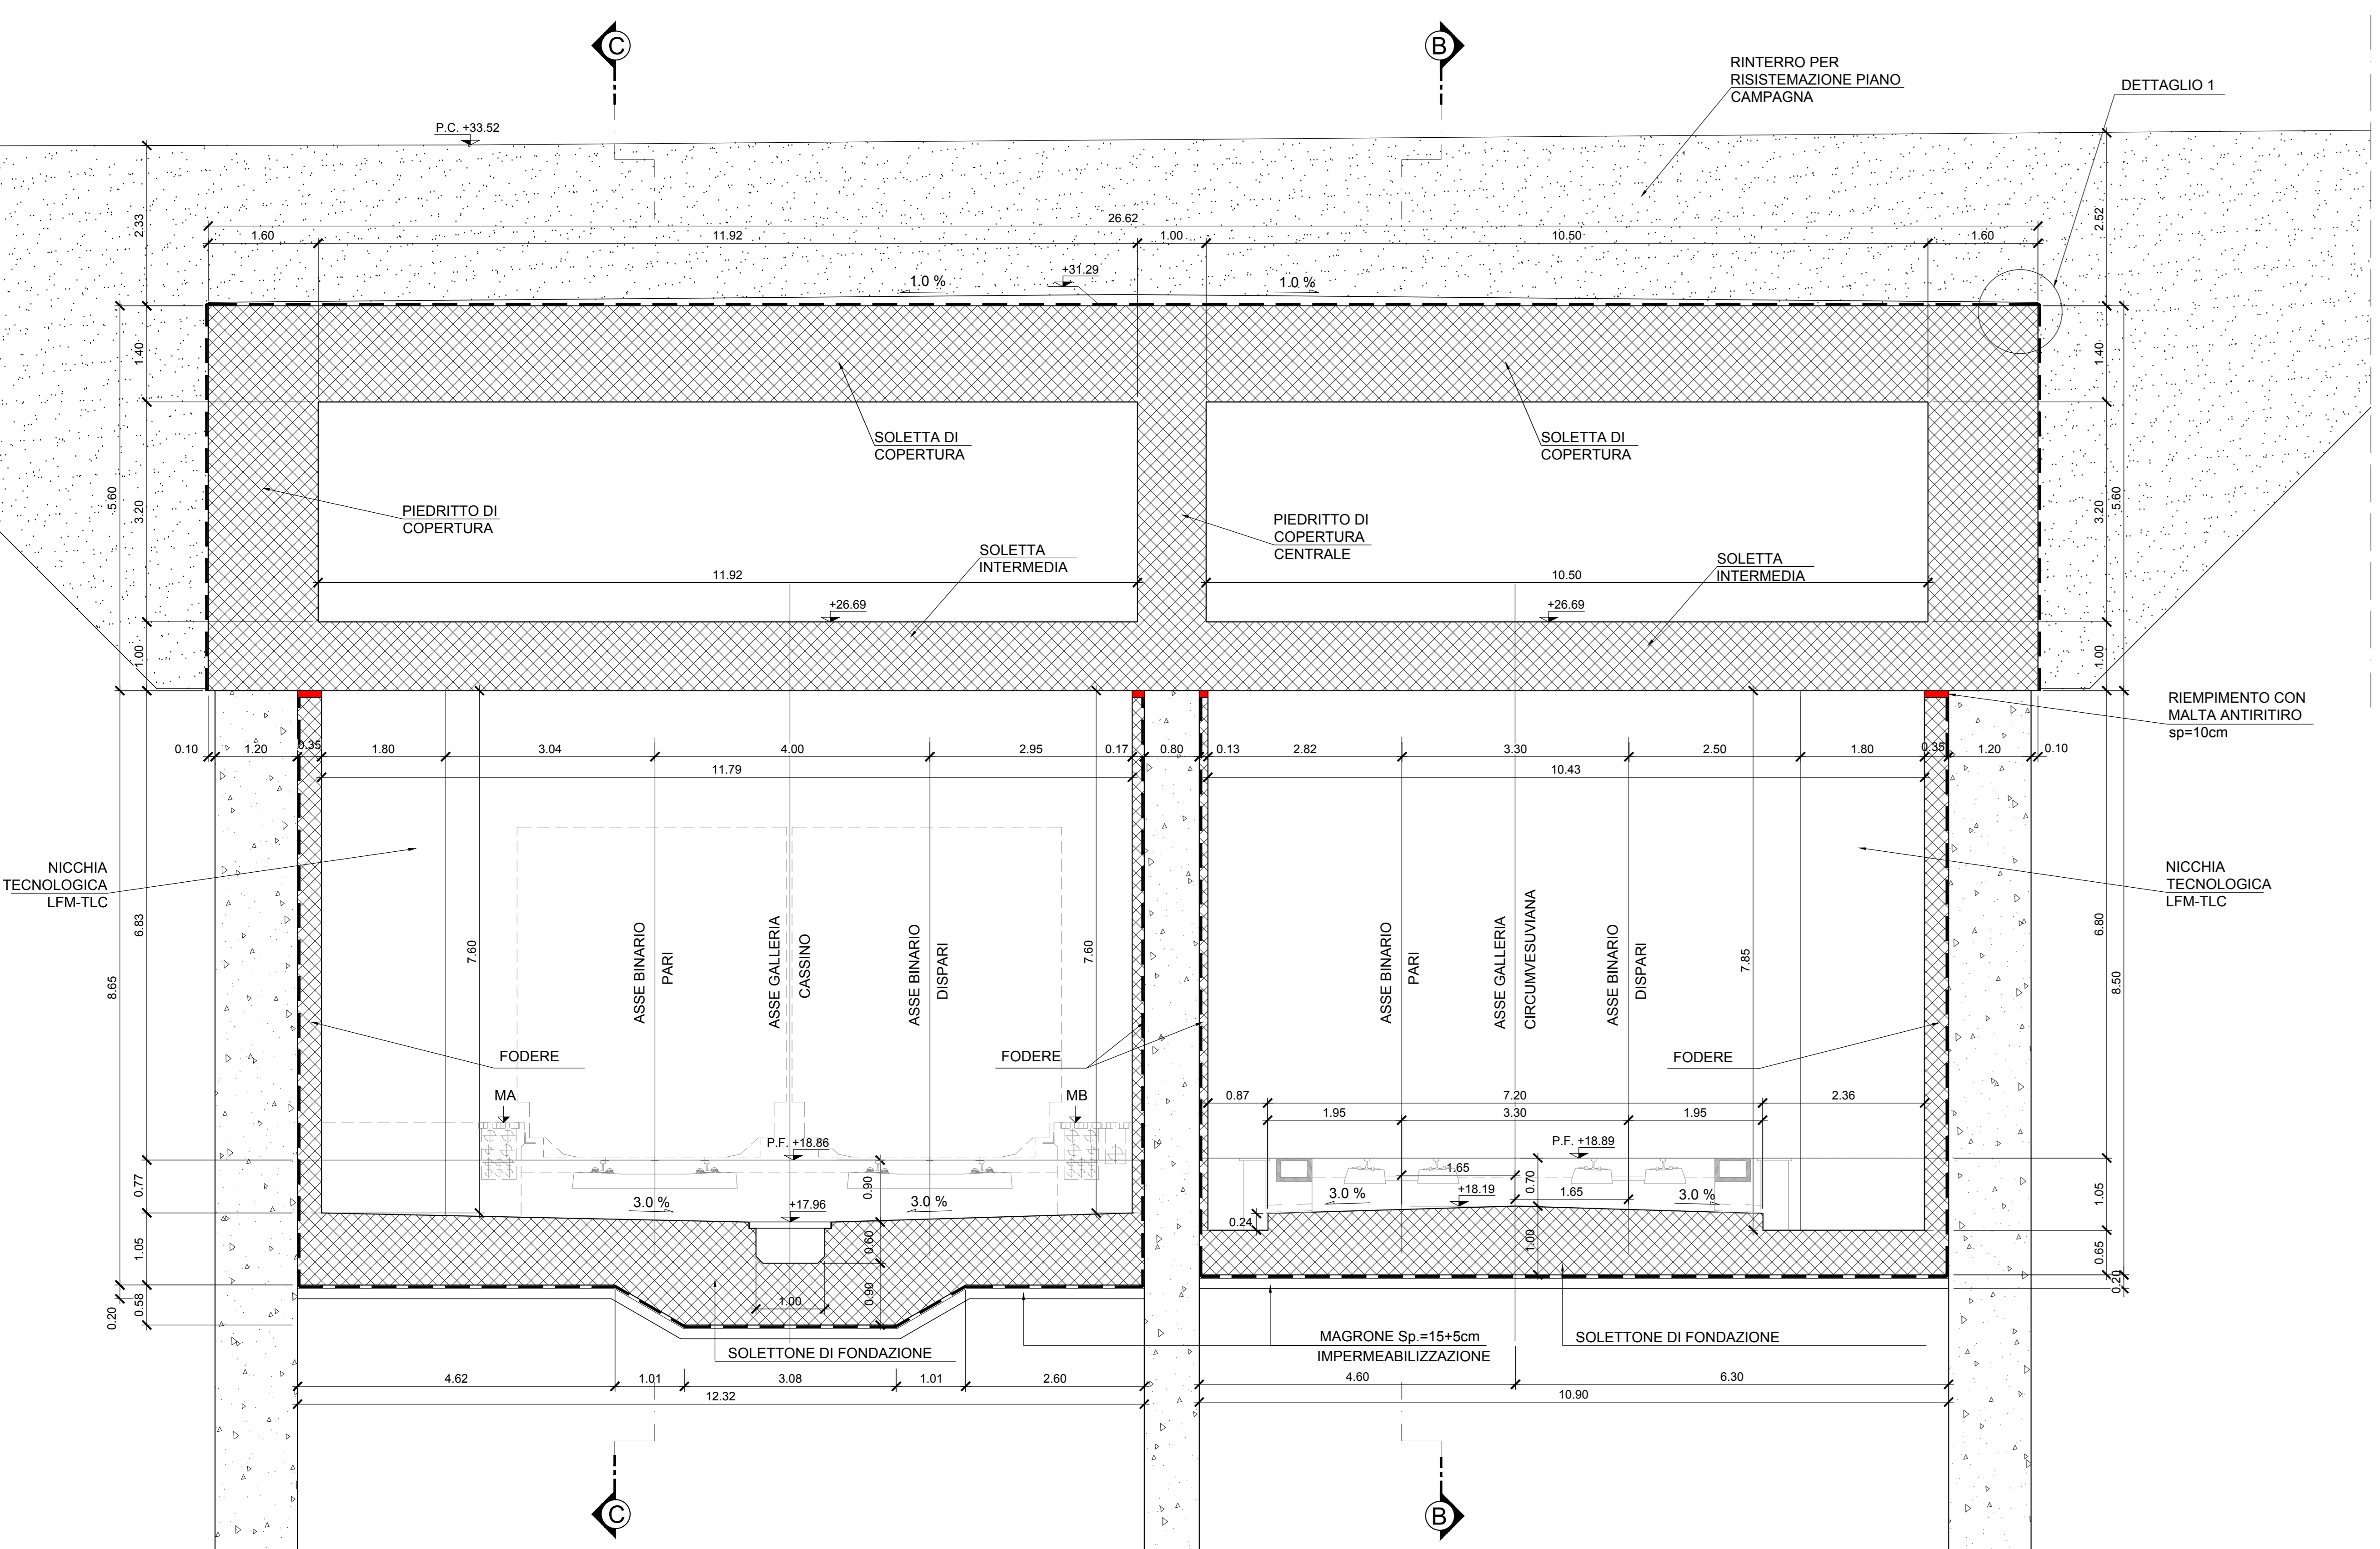 C
B
RINTERRO PER
RISISTEMAZIONE PIANO
CAMPAGNA
DETTAGLIO 1
P.C. +33.52
2.33
26.62
2.52
1.60
11.92
1.00
10.50
1.60
+31.29
1.0 %
1.0 %
1.40
1.40
SOLETTA DI
COPERTURA
SOLETTA DI
COPERTURA
5.60
3.20
3.20
5.60
PIEDRITTO DI
COPERTURA
PIEDRITTO DI
COPERTURA
CENTRALE
SOLETTA
INTERMEDIA
SOLETTA
INTERMEDIA
11.92
10.50
+26.69
+26.69
1.00
1.00
RIEMPIMENTO CON
MALTA ANTIRITIRO
sp=10cm
0.10
1.20
0.35
1.80
3.04
4.00
2.95
0.17
0.80
0.13
2.82
3.30
2.50
1.80
0.35
1.20
0.10
11.79
10.43
NICCHIA
TECNOLOGICA
LFM-TLC
NICCHIA
TECNOLOGICA
LFM-TLC
8.65
6.83
7.60
ASSE BINARIO
PARI
ASSE GALLERIA
CASSINO
ASSE BINARIO
DISPARI
7.60
ASSE BINARIO
PARI
ASSE GALLERIA
CIRCUMVESUVIANA
ASSE BINARIO
DISPARI
7.85
6.80
8.50
FODERE
FODERE
FODERE
MA
MB
0.87
7.20
2.36
1.95
3.30
1.95
P.F. +18.86
P.F. +18.89
0.77
0.90
1.65
0.70
1.05
3.0 %
+17.96
3.0 %
3.0 %
+18.19
1.65
3.0 %
0.24
1.05
0.60
1.00
0.65
0.20
0.58
0.20
1.00
0.90
MAGRONE Sp.=15+5cm
IMPERMEABILIZZAZIONE
SOLETTONE DI FONDAZIONE
SOLETTONE DI FONDAZIONE
4.62
1.01
3.08
1.01
2.60
4.60
6.30
12.32
10.90
C
B